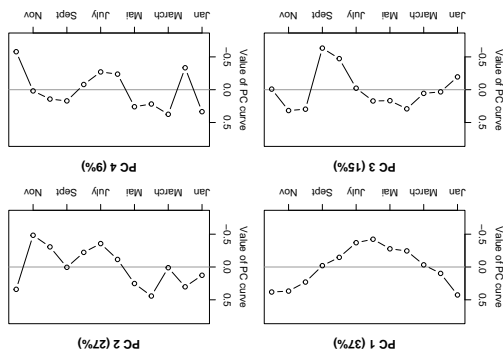 PC 1 (37%)
Value of PC curve
0.5
0.0
−0.5
Jan March Mai July Sept Nov
PC 2 (27%)
Value of PC curve
0.5
0.0
−0.5
Jan March Mai July Sept Nov
PC 3 (15%)
Value of PC curve
0.5
0.0
−0.5
Jan March Mai July Sept Nov
PC 4 (9%)
Value of PC curve
0.5
0.0
−0.5
Jan March Mai July Sept Nov